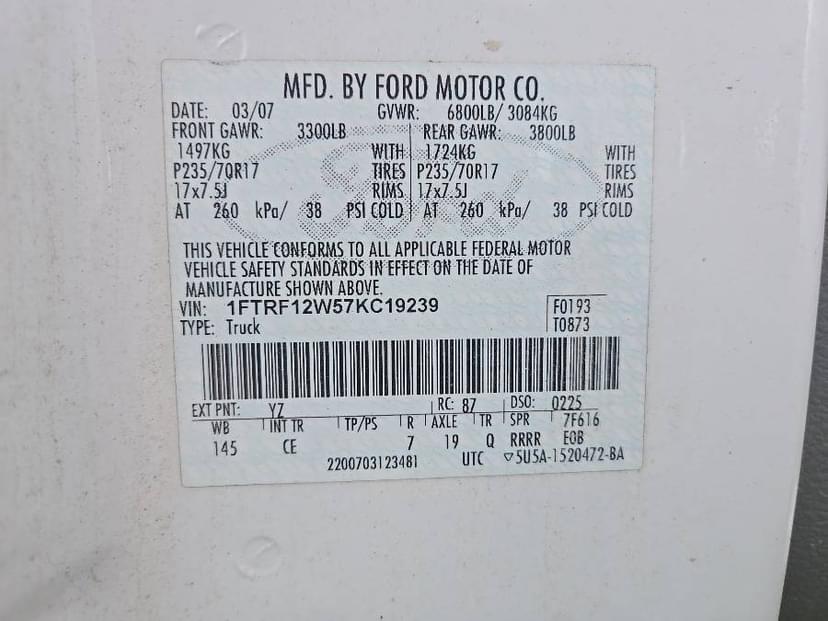 MFD. BY FORD MOTOR CO.
DATE: 03/07 GVWR: 6800LB/ 3084KG
FRONT GAWR: 3300LB REAR GAWR: 3800LB
1497KG WITH 1724KG WITH
P235/70R17 TIRES P235/70R17 TIRES
17x7.5J RIMS 17x7.5J RIMS
AT 260 kPa/ 38 PSI COLD AT 260 kPa/ 38 PSI COLD
THIS VEHICLE CONFORMS TO ALL APPLICABLE FEDERAL MOTOR
VEHICLE SAFETY STANDARDS IN EFFECT ON THE DATE OF
MANUFACTURE SHOWN ABOVE.
VIN: 1FTRF12W57KC19239 F0193
TYPE: Truck T0873
EXT PNT: YZ RC: 87 DSO: 0225
WB INT TR TP/PS R AXLE TR SPR 7F616
145 CE 7 19 Q RRRR EOB
2200703123481 UTC ▽5U5A-1520472-BA